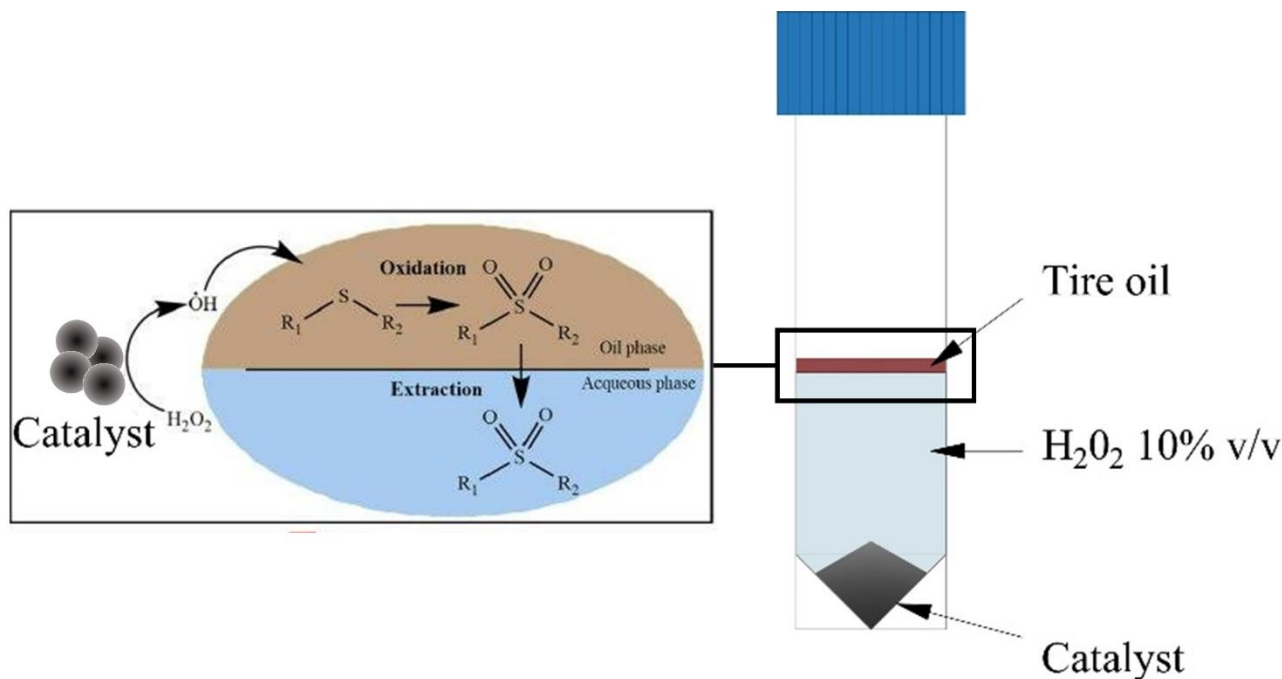 Oxidation
O
O
ȮH
S
S
R₁
R₂
R₁
R₂
Oil phase
Acqueous phase
Extraction
H₂O₂
Catalyst
O
O
S
R₁
R₂
Tire oil
H₂0₂ 10% v/v
Catalyst